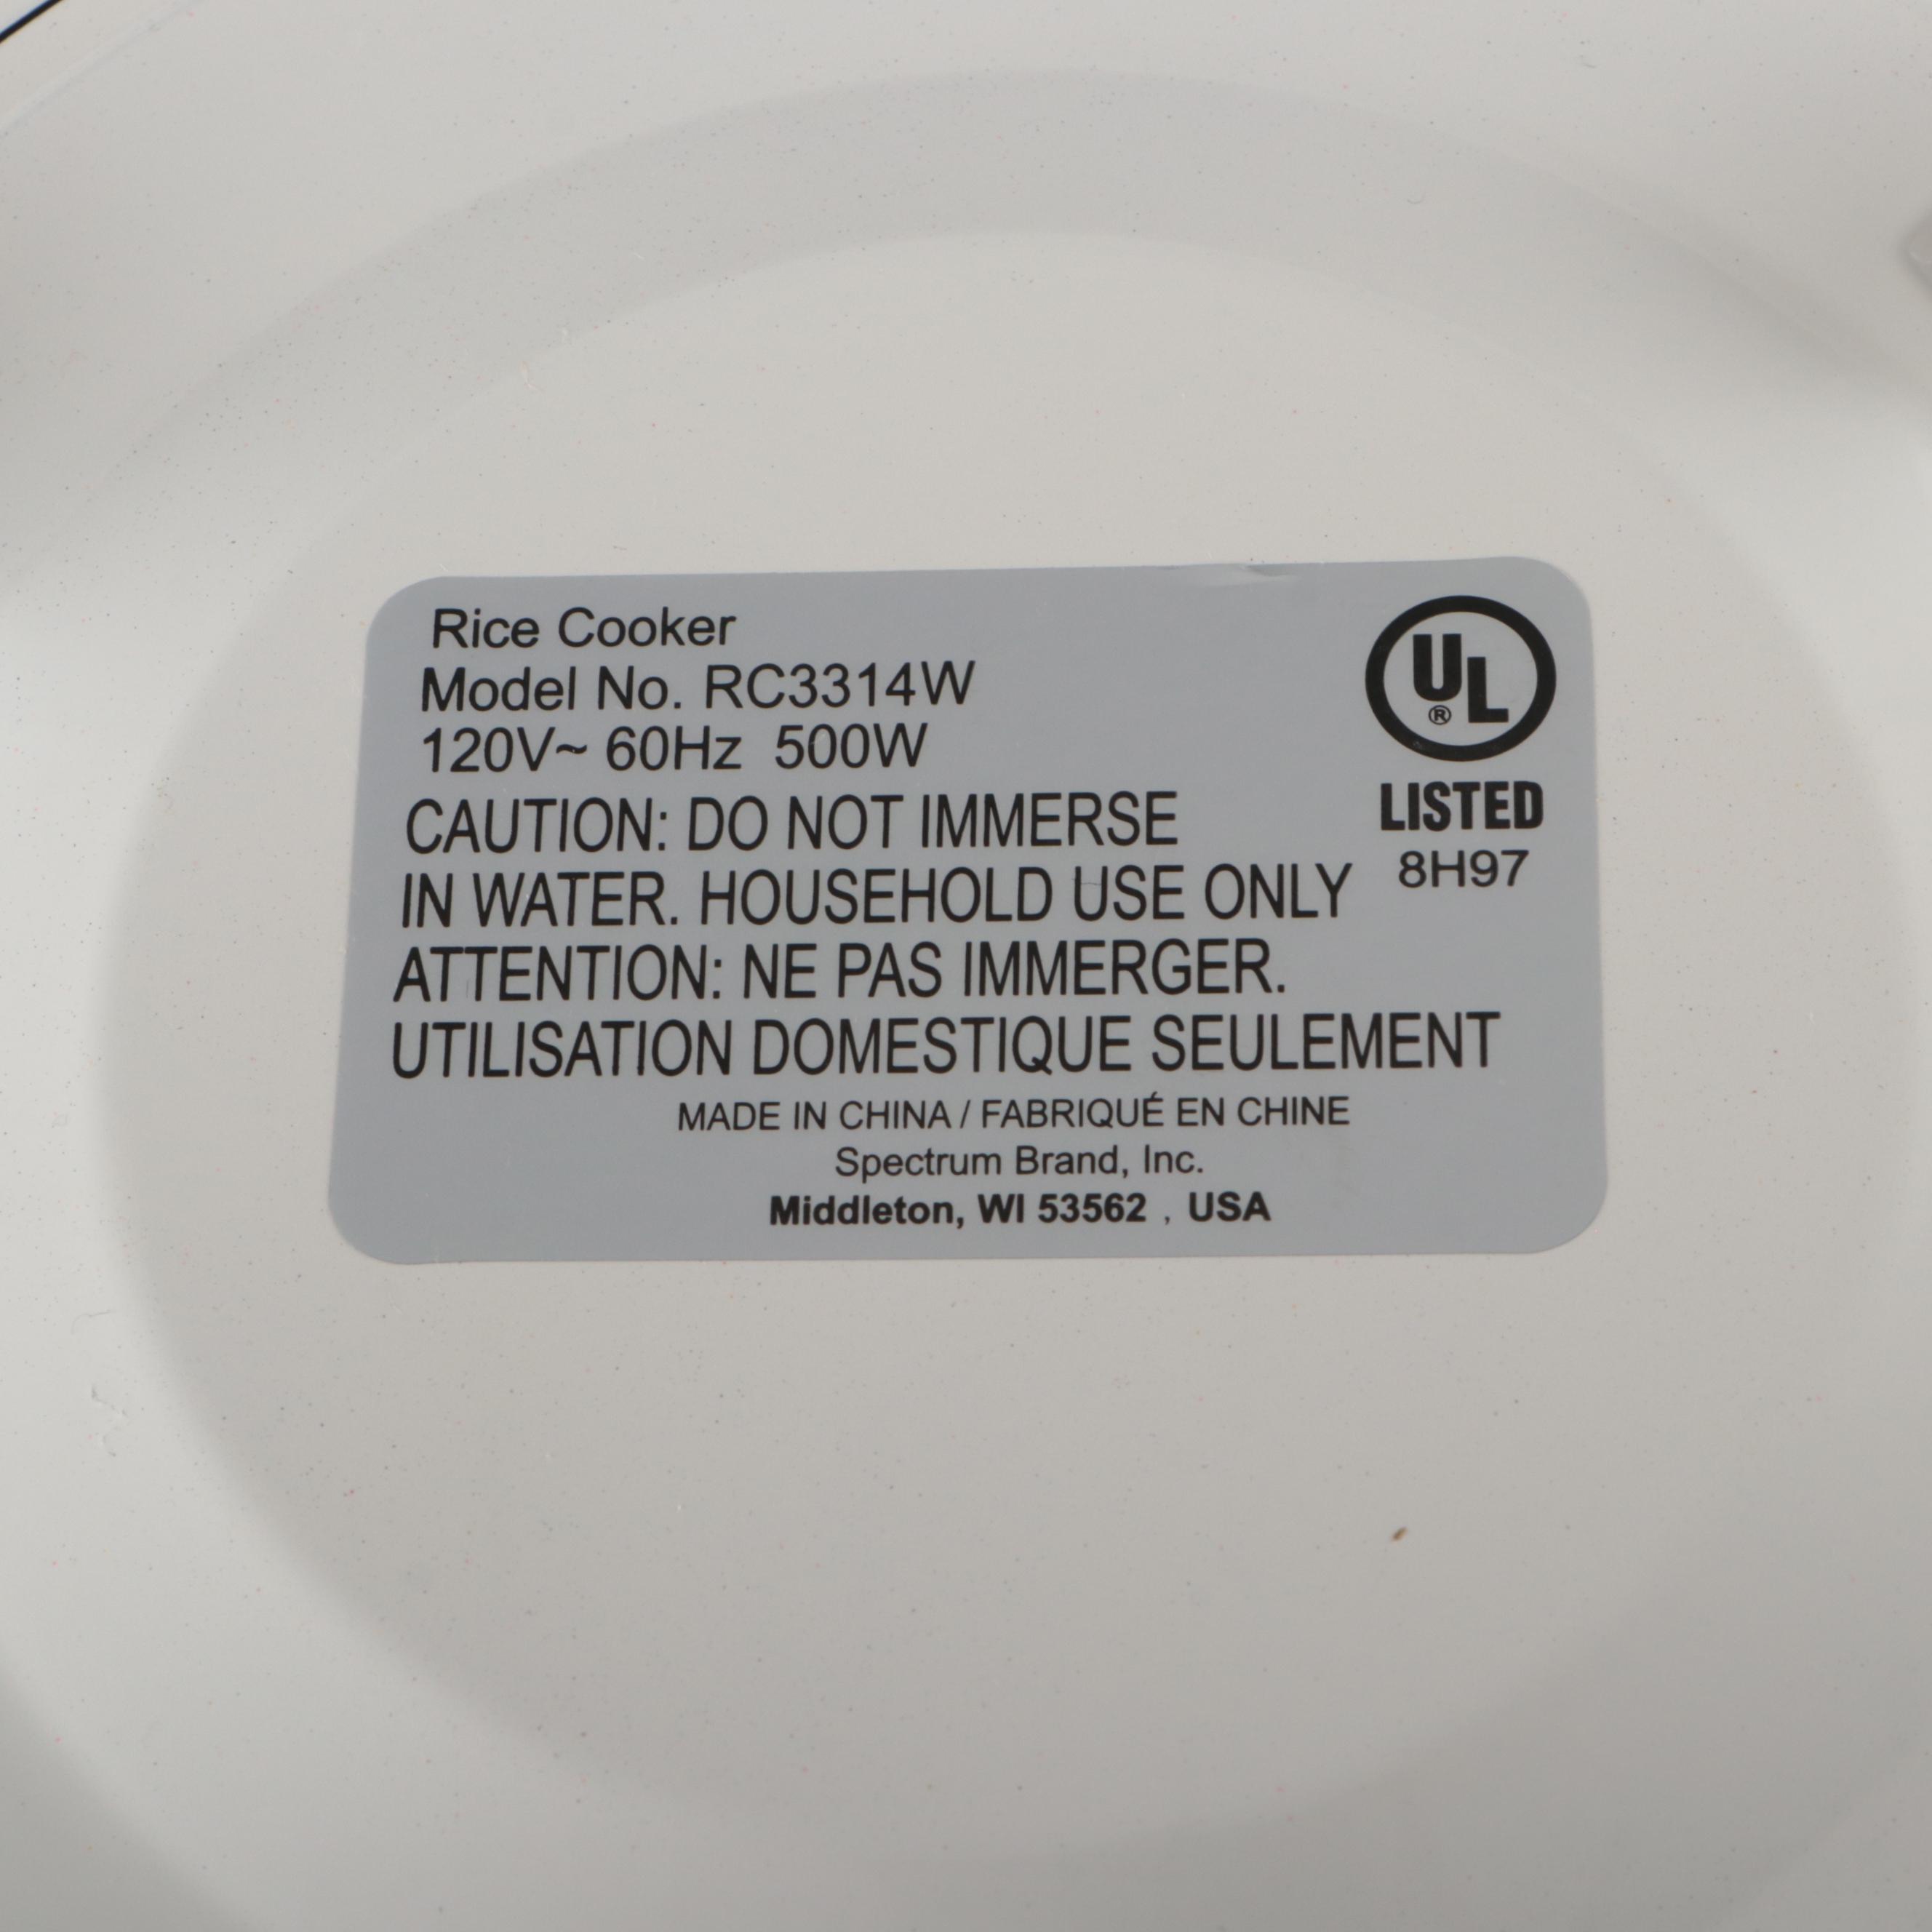 Rice Cooker
Model No. RC3314W
120V~ 60Hz 500W
CAUTION: DO NOT IMMERSE
IN WATER. HOUSEHOLD USE ONLY
ATTENTION: NE PAS IMMERGER.
UTILISATION DOMESTIQUE SEULEMENT
MADE IN CHINA / FABRIQUÉ EN CHINE
Spectrum Brand, Inc.
Middleton, WI 53562 , USA
UL
®
LISTED
8H97